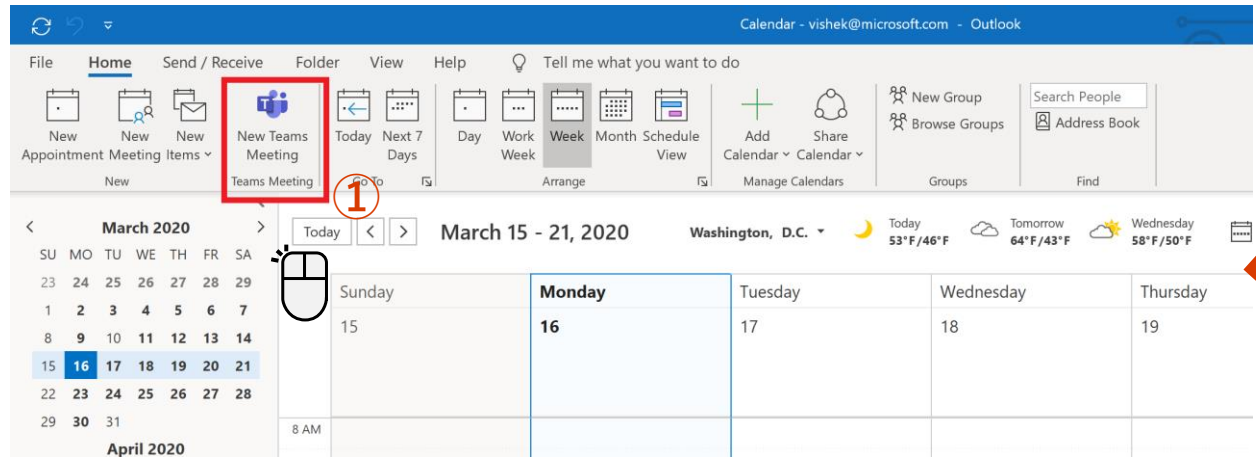 Calendar - vishek@microsoft.com - Outlook
File Home Send / Receive Folder View Help Tell me what you want to do
New Appointment
New Meeting
New Items
New
New Teams Meeting
Teams Meeting
Today
Next 7 Days
Go To
Day
Work Week
Week
Month
Schedule View
Arrange
Add Calendar
Share Calendar
Manage Calendars
New Group
Browse Groups
Groups
Search People
Address Book
Find
①
March 2020
SU MO TU WE TH FR SA
23 24 25 26 27 28 29
1 2 3 4 5 6 7
8 9 10 11 12 13 14
15 16 17 18 19 20 21
22 23 24 25 26 27 28
29 30 31
April 2020
Today < > March 15 - 21, 2020
Washington, D.C.
Today
53°F/46°F
Tomorrow
64°F/43°F
Wednesday
58°F/50°F
Sunday Monday Tuesday Wednesday Thursday
15 16 17 18 19
8 AM